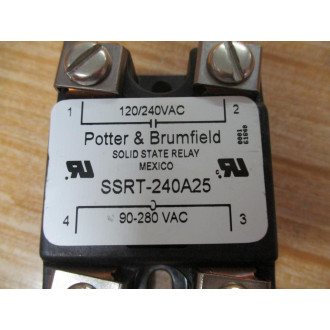 1 120/240VAC 2
Potter & Brumfield
SOLID STATE RELAY
MEXICO
SSRT-240A25
4 90-280 VAC 3